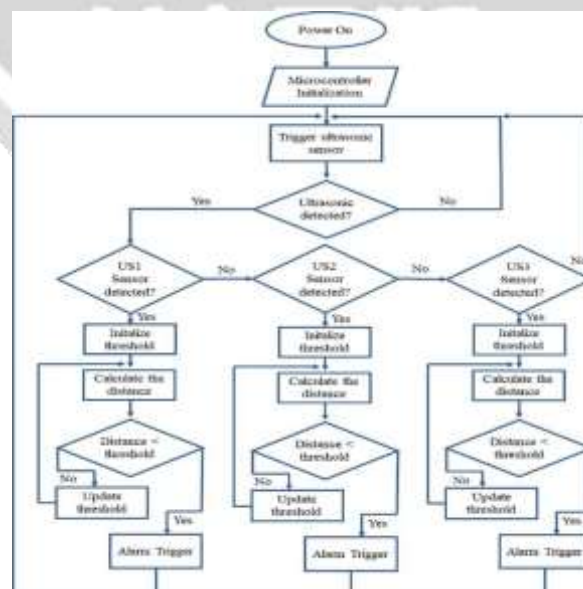 Power On
Microcontroller
Initialization
Trigger ultrasonic
sensor
Ultrasonic
detected?
Yes
No
US1
Sensor
detected?
No
US2
Sensor
detected?
No
US3
Sensor
detected?
No
Yes
Yes
Yes
Initialize
threshold
Initialize
threshold
Initialize
threshold
Calculate the
distance
Calculate the
distance
Calculate the
distance
Distance <
threshold
Distance <
threshold
Distance <
threshold
No
No
No
Update
threshold
Update
threshold
Update
threshold
Yes
Yes
Yes
Alarm Trigger
Alarm Trigger
Alarm Trigger